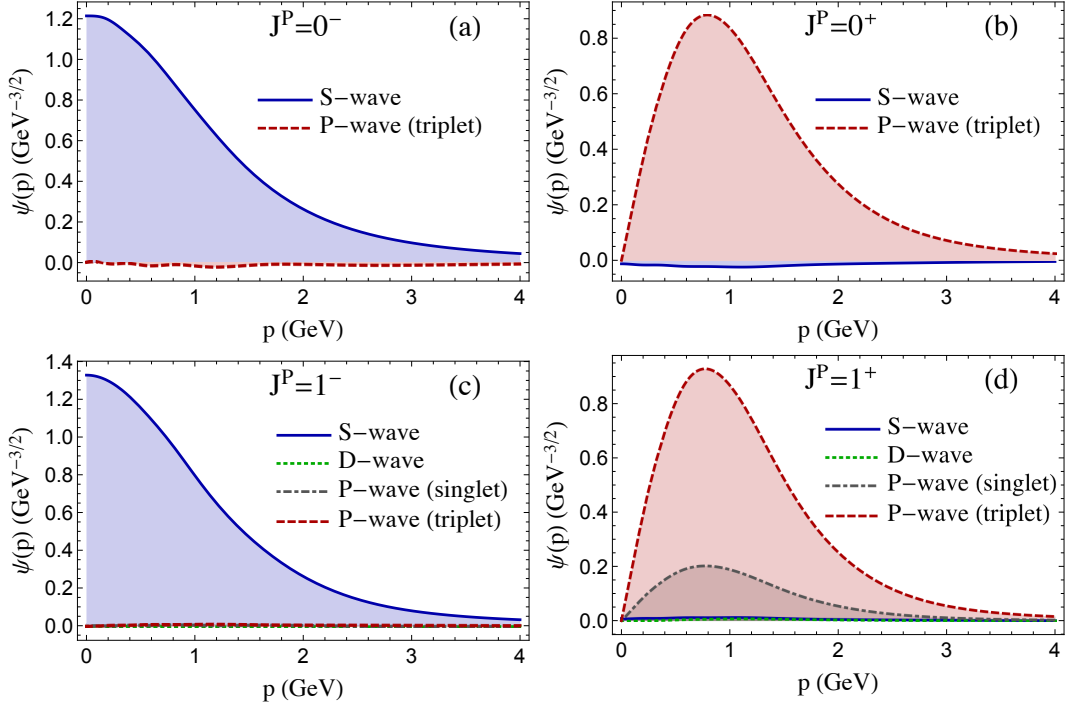 J^P=0^- (a)
S−wave
P−wave (triplet)
ψ(p) (GeV^{−3/2})
0.0 0.2 0.4 0.6 0.8 1.0 1.2
0 1 2 3 4
p (GeV)
J^P=0^+ (b)
S−wave
P−wave (triplet)
ψ(p) (GeV^{−3/2})
0.0 0.2 0.4 0.6 0.8
0 1 2 3 4
p (GeV)
J^P=1^- (c)
S−wave
D−wave
P−wave (singlet)
P−wave (triplet)
ψ(p) (GeV^{−3/2})
0.0 0.2 0.4 0.6 0.8 1.0 1.2 1.4
0 1 2 3 4
p (GeV)
J^P=1^+ (d)
S−wave
D−wave
P−wave (singlet)
P−wave (triplet)
ψ(p) (GeV^{−3/2})
0.0 0.2 0.4 0.6 0.8
0 1 2 3 4
p (GeV)